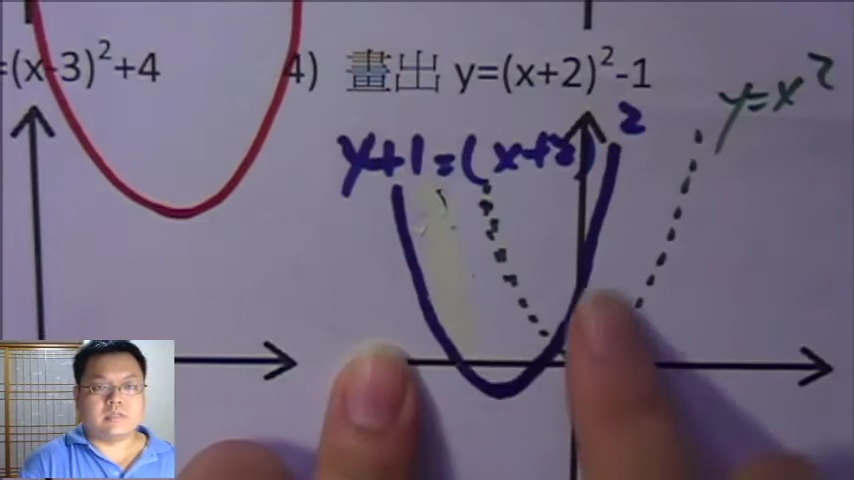 =(x-3)²+4
4) 畫出 y=(x+2)²-1
y=x²
y+1=(x+2)²